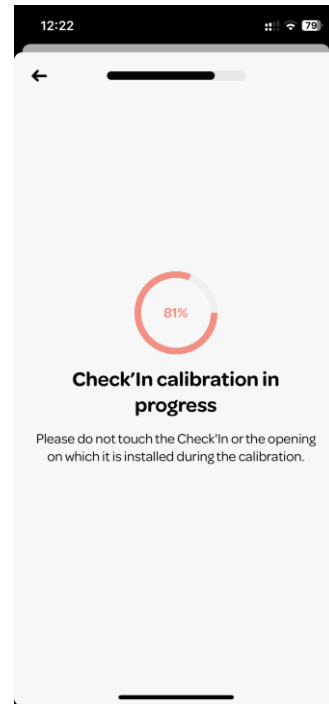 12:22
79
81%
Check'In calibration in
progress
Please do not touch the Check'In or the opening
on which it is installed during the calibration.